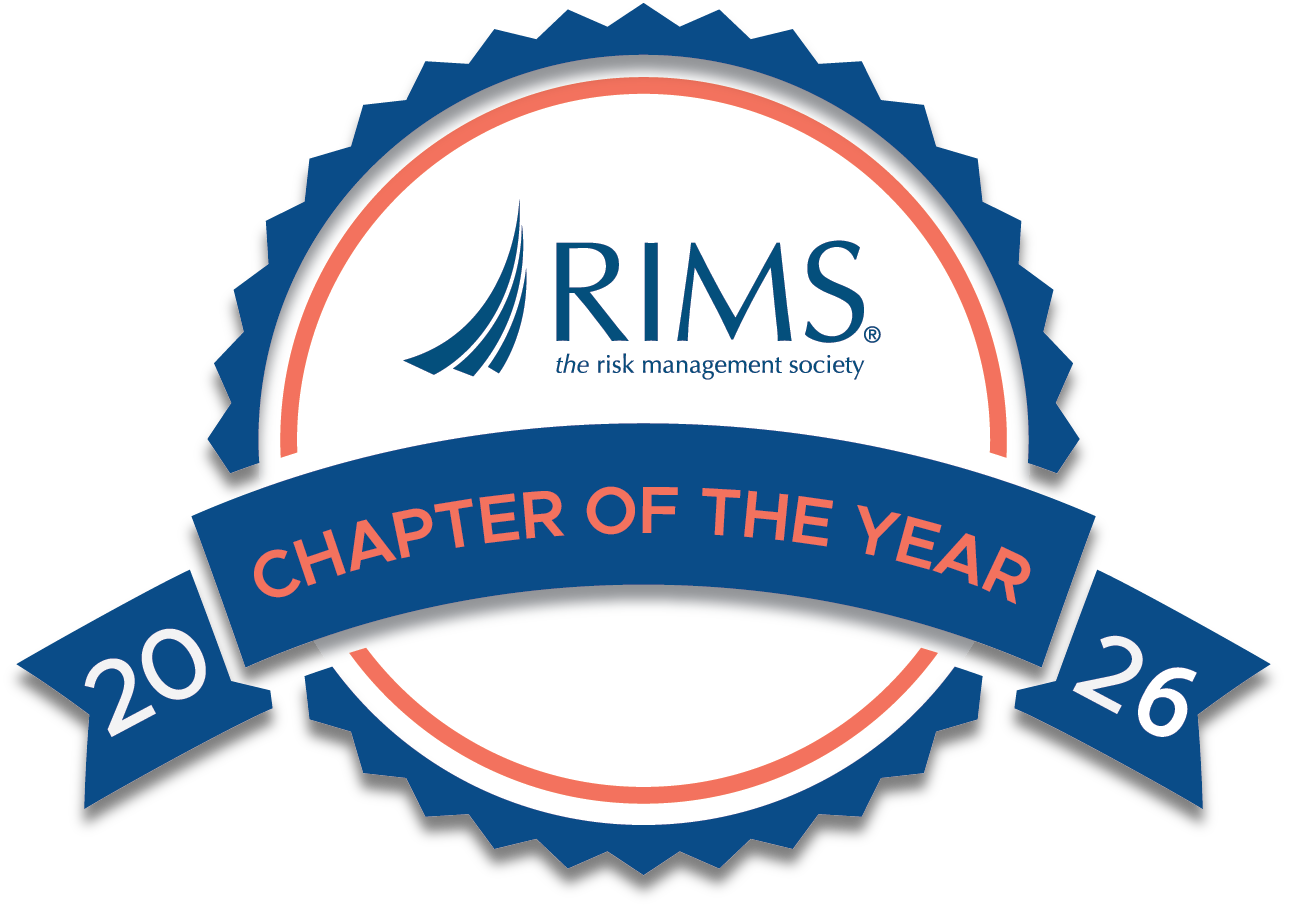 RIMS®
the risk management society
CHAPTER OF THE YEAR
20 26